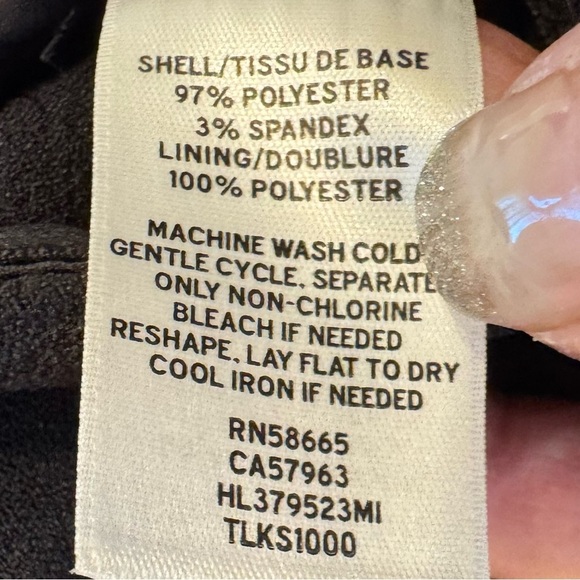 SHELL/TISSU DE BASE
97% POLYESTER
3% SPANDEX
LINING/DOUBLURE
100% POLYESTER
MACHINE WASH COLD
GENTLE CYCLE, SEPARATE
ONLY NON-CHLORINE
BLEACH IF NEEDED
RESHAPE, LAY FLAT TO DRY
COOL IRON IF NEEDED
RN58665
CA57963
HL379523MI
TLKS1000